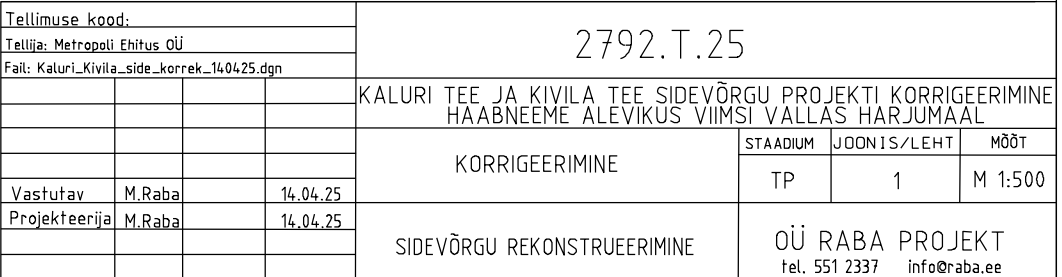 Tellimuse kood:
Tellija: Metropoli Ehitus OÜ
Fail: Kaluri_Kivila_side_korrek_140425.dgn
2792.T.25
KALURI TEE JA KIVILA TEE SIDEVÕRGU PROJEKTI KORRIGEERIMINE
HAABNEEME ALEVIKUS VIIMSI VALLAS HARJUMAAL
KORRIGEERIMINE
STAADIUM JOONIS/LEHT MÕÕT
TP 1 M 1:500
Vastutav M.Raba 14.04.25
Projekteerija M.Raba 14.04.25
SIDEVÕRGU REKONSTRUEERIMINE
OÜ RABA PROJEKT
tel. 551 2337 info@raba.ee